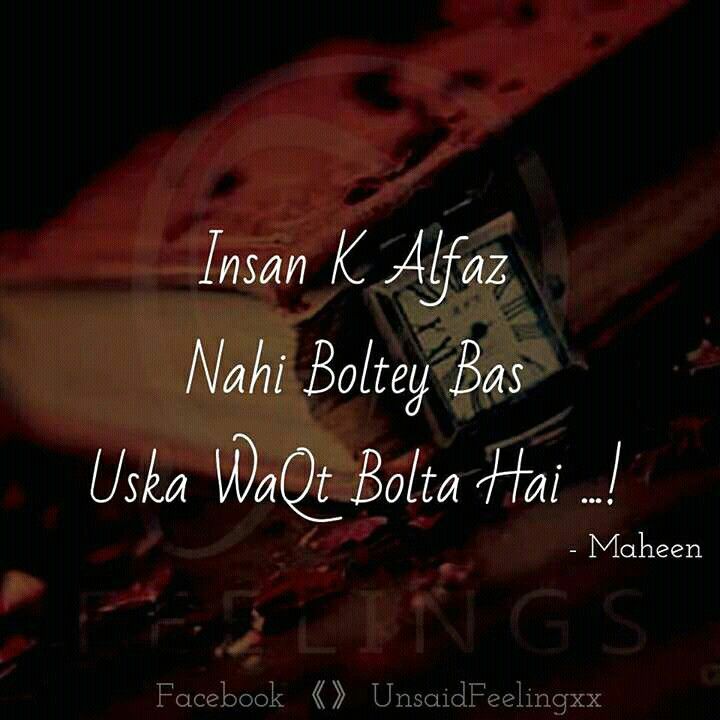 Insan K Alfaz
Nahi Boltey Bas
Uska WaQt Bolta Hai ...!
- Maheen
FEELINGS
Facebook 《》 UnsaidFeelingxx